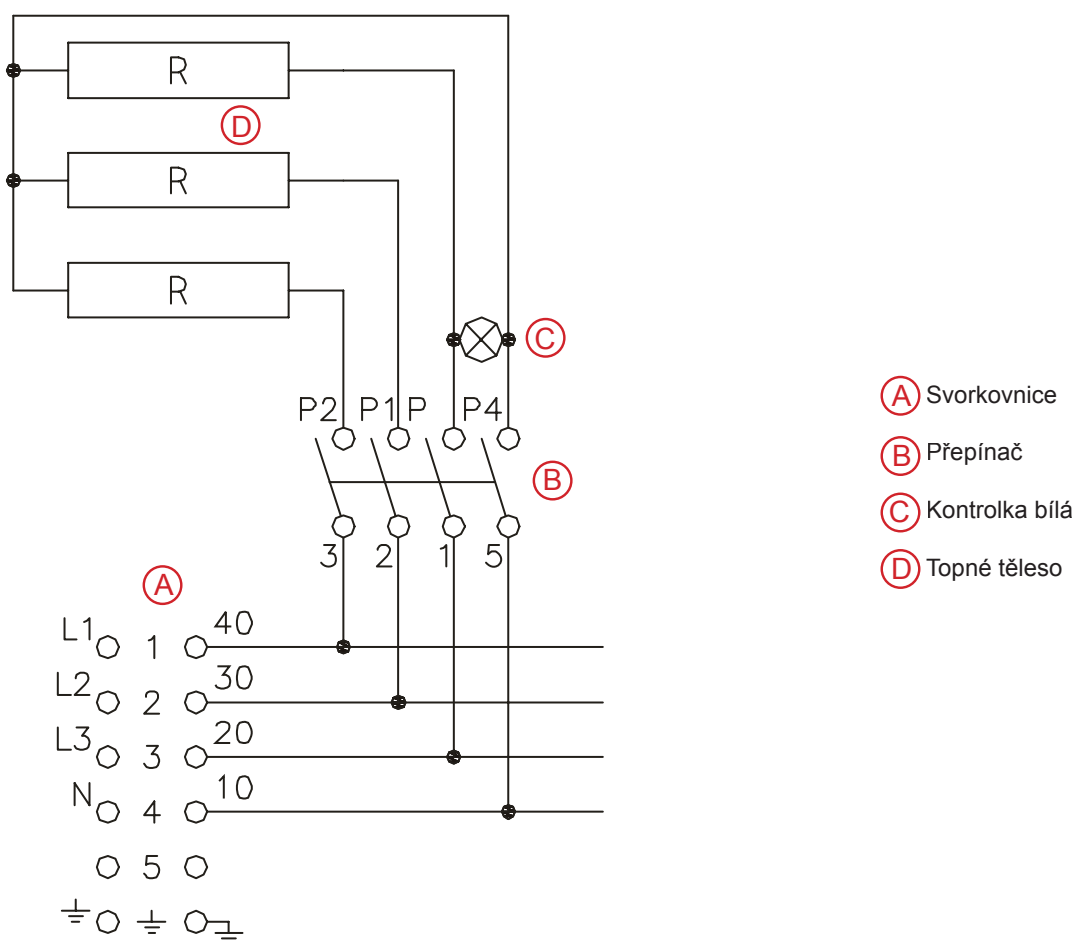 R
D
R
R
C
P2 P1 P P4
B
3 2 1 5
A
L1 1 40
L2 2 30
L3 3 20
N 4 10
5
A Svorkovnice
B Přepínač
C Kontrolka bílá
D Topné těleso